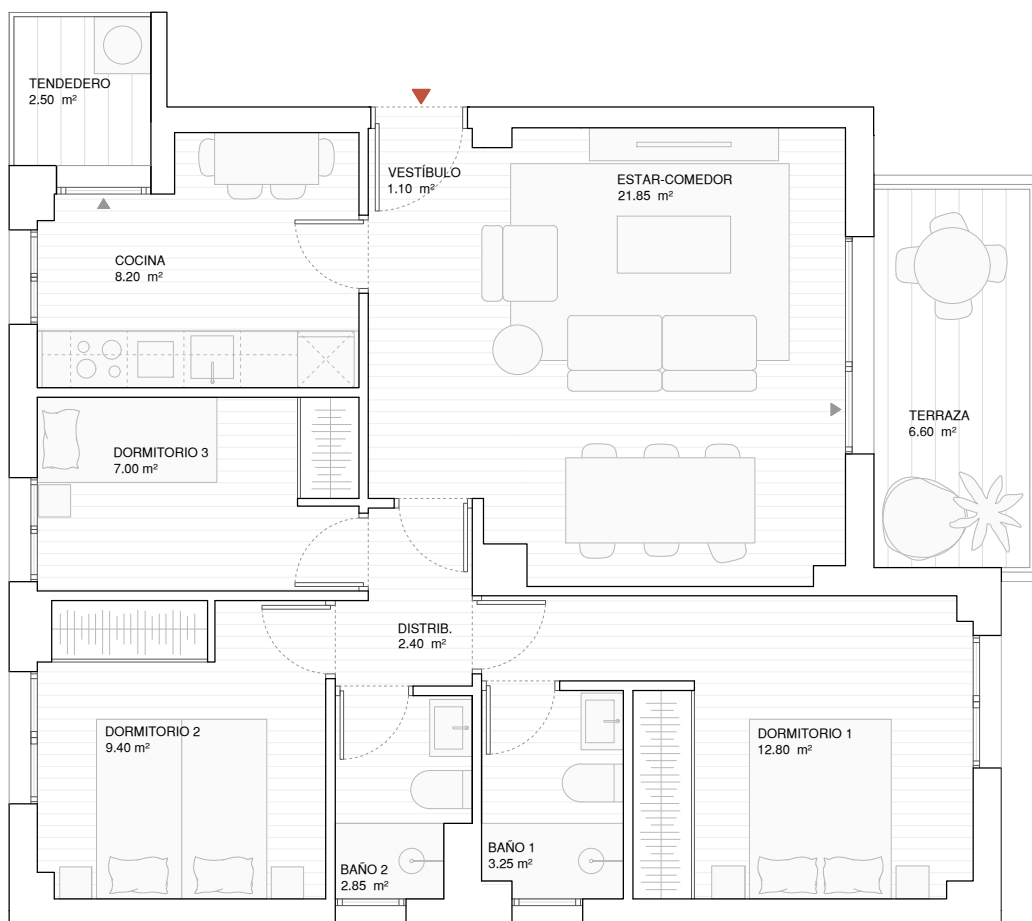 TENDEDERO
2.50 m²
VESTÍBULO
1.10 m²
ESTAR-COMEDOR
21.85 m²
COCINA
8.20 m²
TERRAZA
6.60 m²
DORMITORIO 3
7.00 m²
DISTRIB.
2.40 m²
DORMITORIO 2
9.40 m²
DORMITORIO 1
12.80 m²
BAÑO 2
2.85 m²
BAÑO 1
3.25 m²